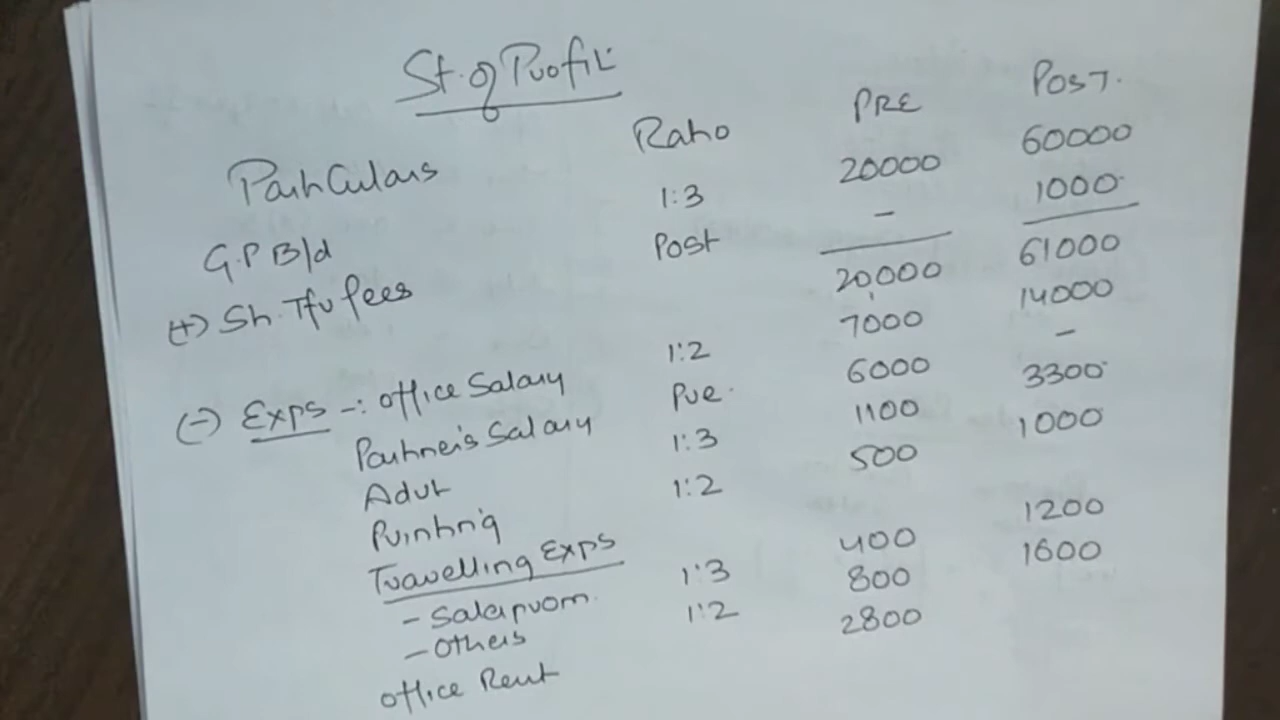 St. of Profit
Particulars Ratio PRE POST.
G.P B/d 1:3 20000 60000
(+) Sh. Tfr fees Post - 1000
20,000 61000
(-) Exps -: Office Salary 1:2 7000 14000
Partner's Salary Pre. 6000 -
Advt 1:3 1100 3300
Printing 1:2 500 1000
Travelling Exps
- Sales prom. 1:3 400 1200
- Others 1:2 800 1600
Office Rent 2800